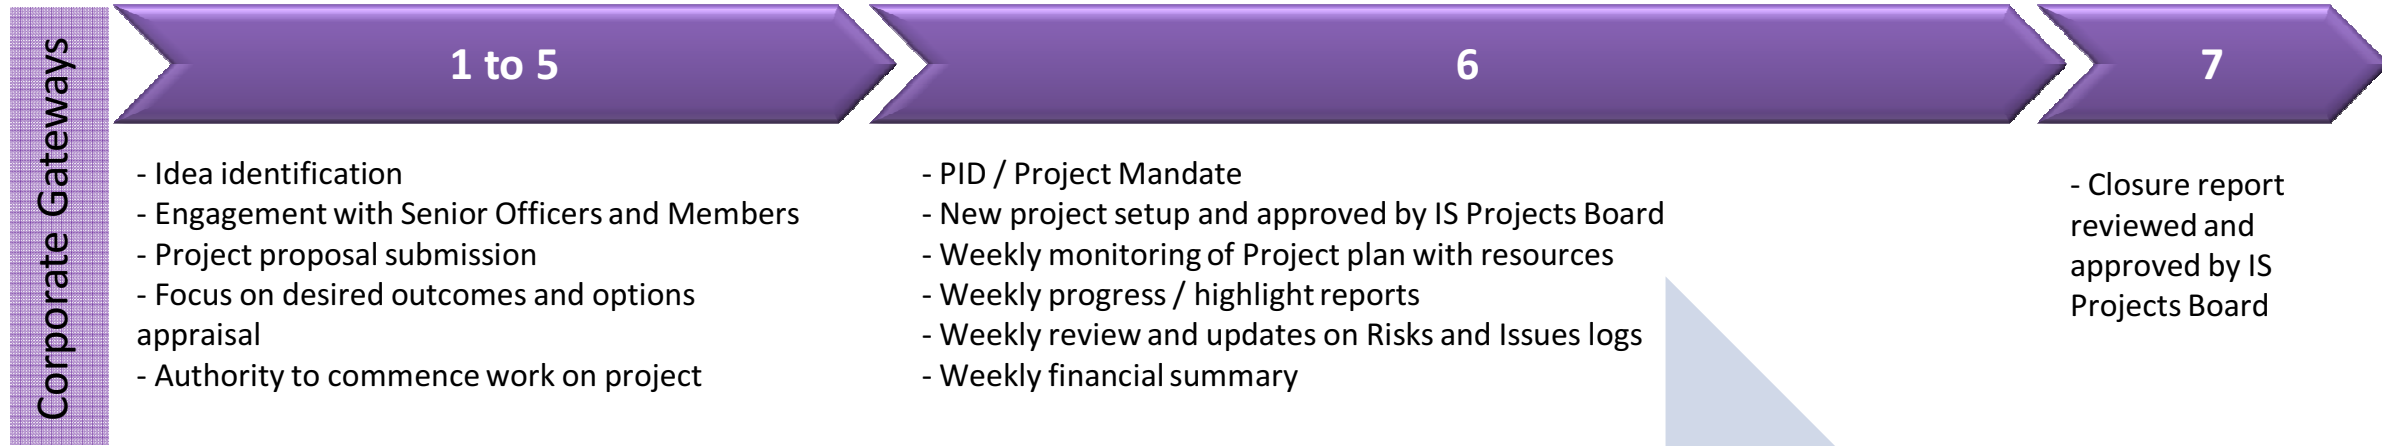 Corporate Gateways
1 to 5
6
7
- Idea identification
- Engagement with Senior Officers and Members
- Project proposal submission
- Focus on desired outcomes and options
appraisal
- Authority to commence work on project
- PID / Project Mandate
- New project setup and approved by IS Projects Board
- Weekly monitoring of Project plan with resources
- Weekly progress / highlight reports
- Weekly review and updates on Risks and Issues logs
- Weekly financial summary
- Closure report
reviewed and
approved by IS
Projects Board